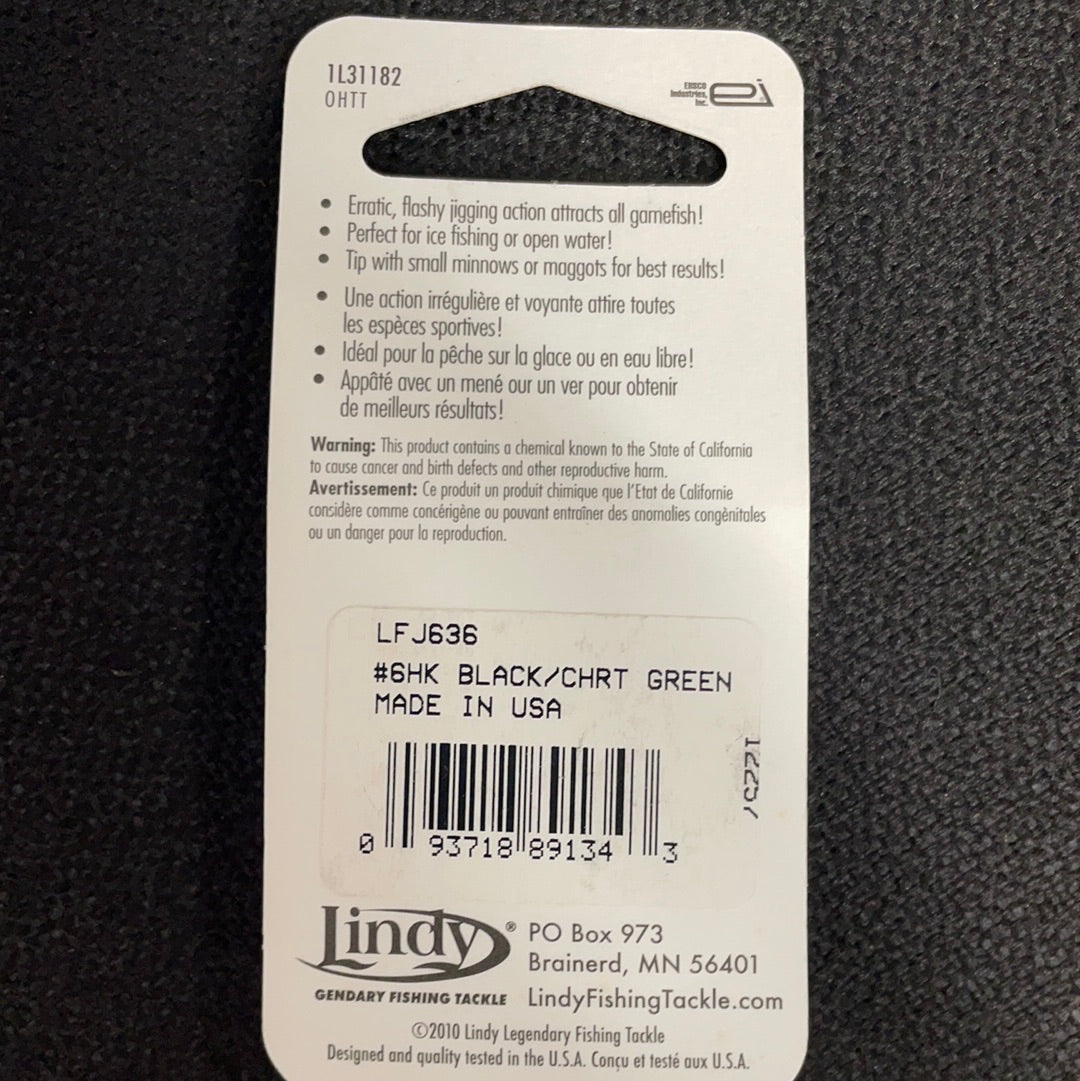 1L31182
OHTT
EBSCO
Industries,
Inc.
ei
• Erratic, flashy jigging action attracts all gamefish!
• Perfect for ice fishing or open water!
• Tip with small minnows or maggots for best results!
• Une action irrégulière et voyante attire toutes
les espèces sportives!
• Idéal pour la pêche sur la glace ou en eau libre!
• Appâté avec un mené our un ver pour obtenir
de meilleurs résultats!
Warning: This product contains a chemical known to the State of California
to cause cancer and birth defects and other reproductive harm.
Avertissement: Ce produit un produit chimique que l'Etat de Californie
considère comme concérigène ou pouvant entraîner des anomalies congènitales
ou un danger pour la reproduction.
LFJ636
#6HK BLACK/CHRT GREEN
MADE IN USA
0 93718 89134 3
Lindy®
GENDARY FISHING TACKLE
PO Box 973
Brainerd, MN 56401
LindyFishingTackle.com
©2010 Lindy Legendary Fishing Tackle
Designed and quality tested in the U.S.A. Conçu et testé aux U.S.A.